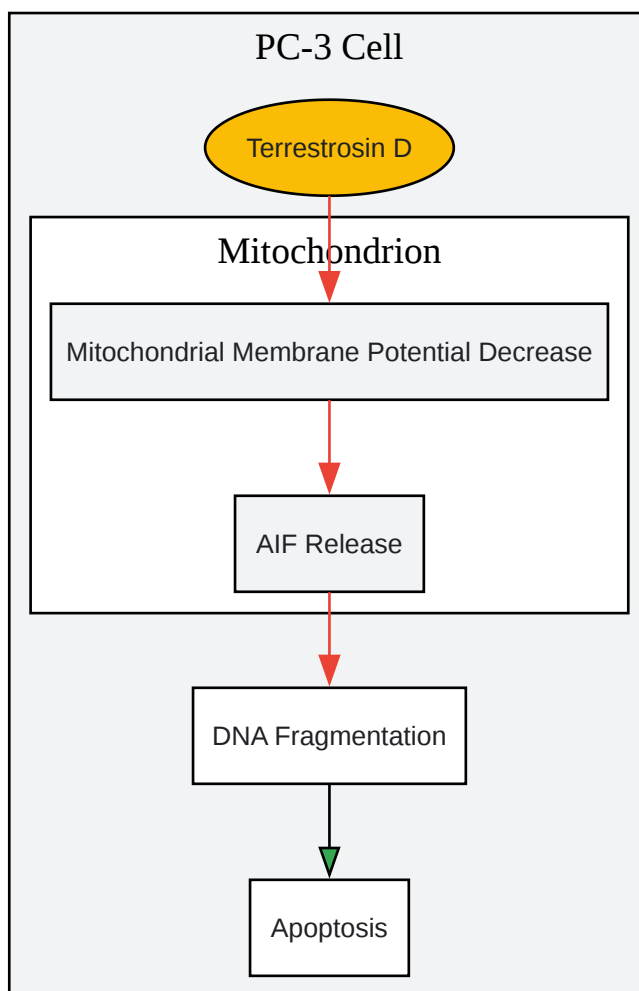 PC-3 Cell
Terrestrosin D
Mitochondrion
Mitochondrial Membrane Potential Decrease
AIF Release
DNA Fragmentation
Apoptosis